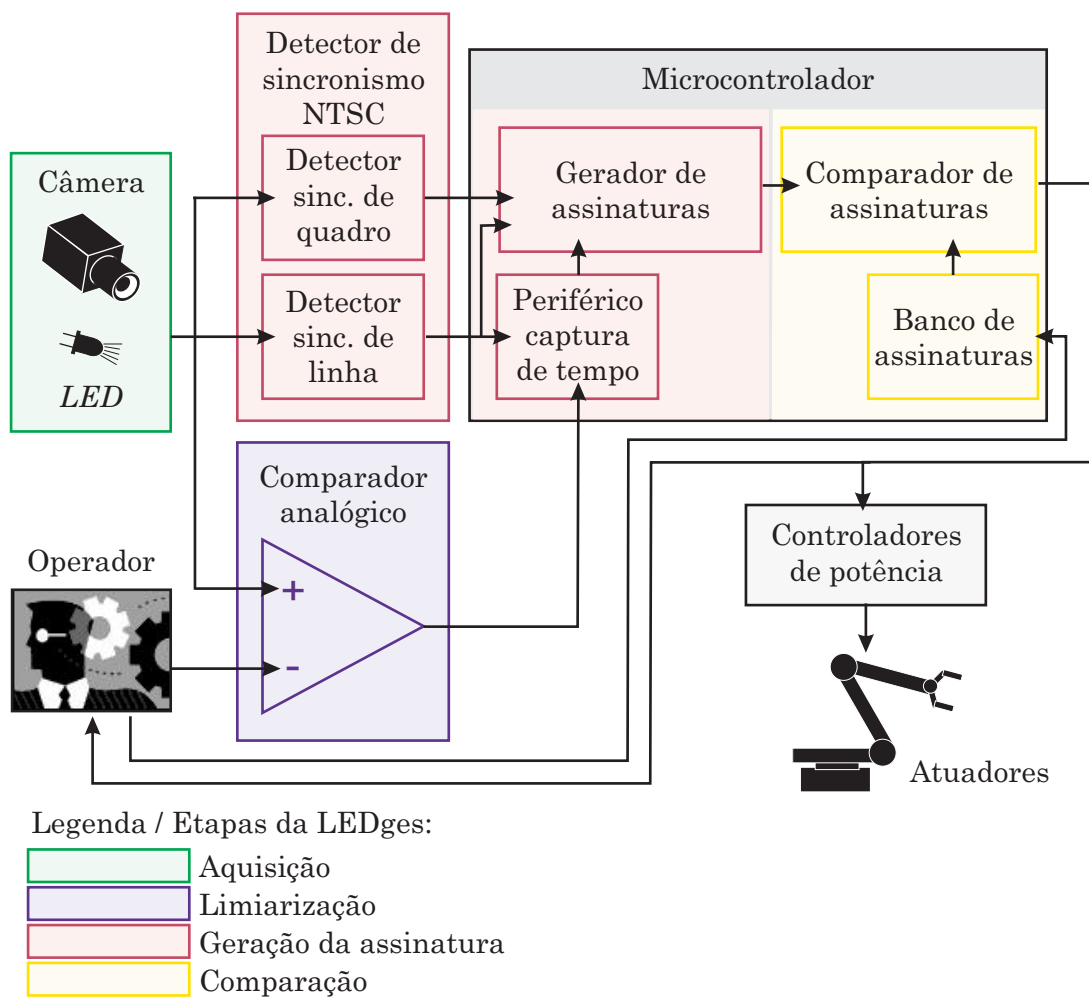 Detector de
sincronismo
NTSC
Microcontrolador
Câmera
LED
Detector
sinc. de
quadro
Detector
sinc. de
linha
Gerador de
assinaturas
Periférico
captura
de tempo
Comparador de
assinaturas
Banco de
assinaturas
Comparador
analógico
+
-
Operador
Controladores
de potência
Atuadores
Legenda / Etapas da LEDges:
Aquisição
Limiarização
Geração da assinatura
Comparação